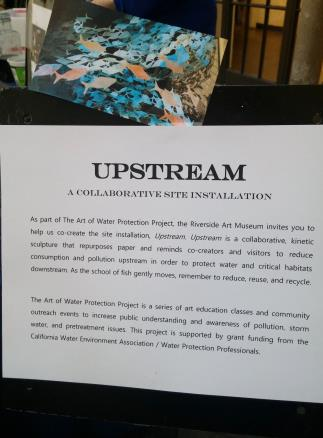 UPSTREAM
A COLLABORATIVE SITE INSTALLATION
As part of The Art of Water Protection Project, the Riverside Art Museum invites you to
help us co-create the site installation, Upstream. Upstream is a collaborative, kinetic
sculpture that repurposes paper and reminds co-creators and visitors to reduce
consumption and pollution upstream in order to protect water and critical habitats
downstream. As the school of fish gently moves, remember to reduce, reuse, and recycle.
The Art of Water Protection Project is a series of art education classes and community
outreach events to increase public understanding and awareness of pollution, storm
water, and pretreatment issues. This project is supported by grant funding from the
California Water Environment Association / Water Protection Professionals.